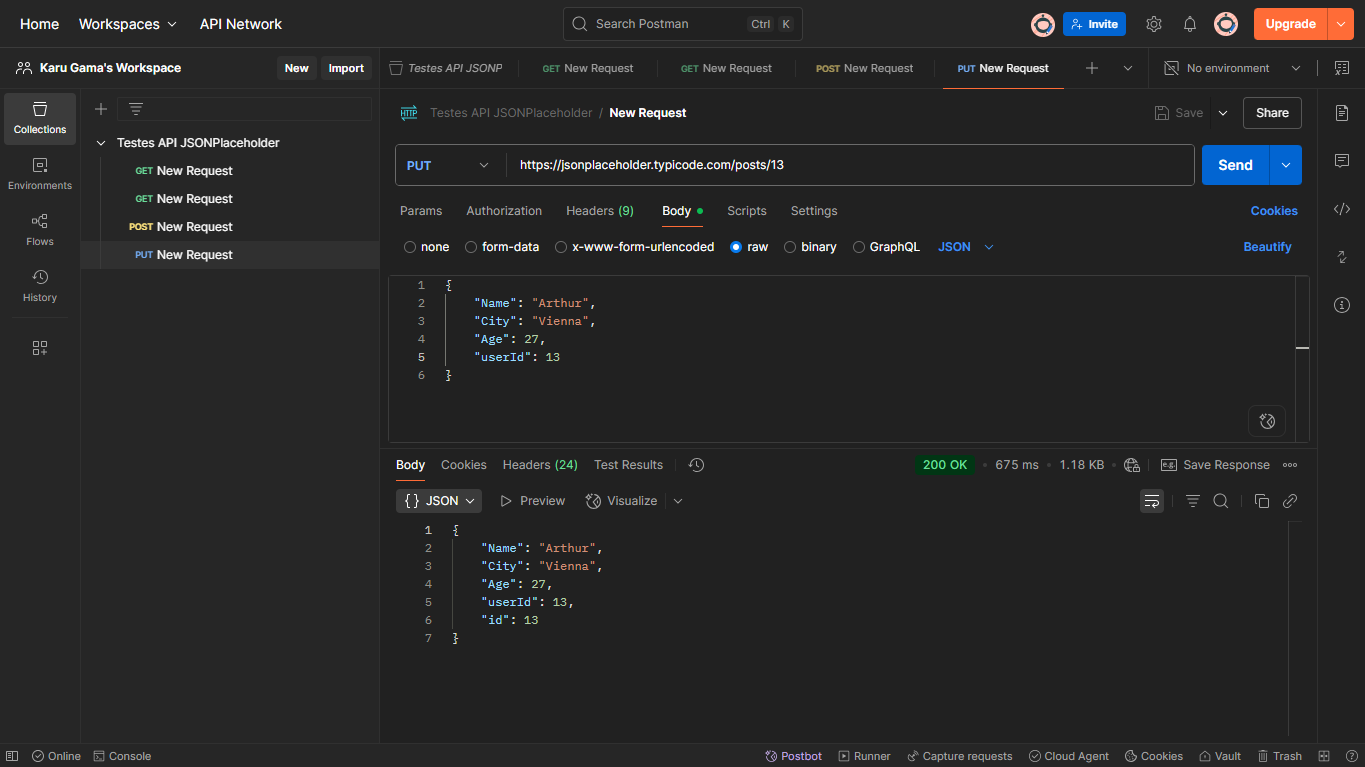 Home Workspaces API Network Search Postman Ctrl K Invite Upgrade
Karu Gama's Workspace New Import Testes API JSONP GET New Request GET New Request POST New Request PUT New Request No environment
Collections
Environments
Flows
History
Testes API JSONPlaceholder
GET New Request
GET New Request
POST New Request
PUT New Request
HTTP Testes API JSONPlaceholder / New Request Save Share
PUT https://jsonplaceholder.typicode.com/posts/13 Send
Params Authorization Headers (9) Body Scripts Settings Cookies
none form-data x-www-form-urlencoded raw binary GraphQL JSON Beautify
1 {
2 "Name": "Arthur",
3 "City": "Vienna",
4 "Age": 27,
5 "userId": 13
6 }
Body Cookies Headers (24) Test Results 200 OK • 675 ms • 1.18 KB • e.g. Save Response
{} JSON Preview Visualize
1 {
2 "Name": "Arthur",
3 "City": "Vienna",
4 "Age": 27,
5 "userId": 13,
6 "id": 13
7 }
Online Console Postbot Runner Capture requests Cloud Agent Cookies Vault Trash